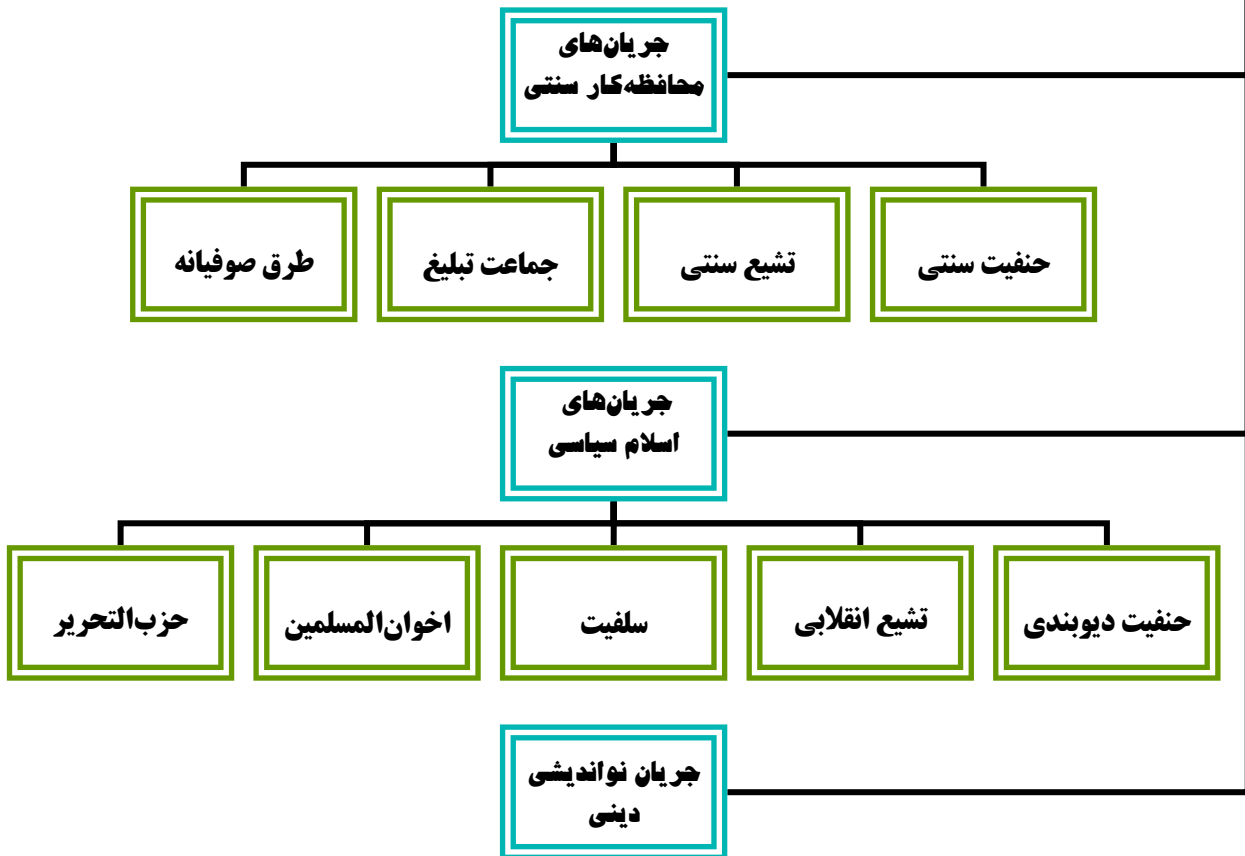 جریان‌های
محافظه‌کار سنتی
حنفیت سنتی
تشیع سنتی
جماعت تبلیغ
طرق صوفیانه
جریان‌های
اسلام سیاسی
حنفیت دیوبندی
تشیع انقلابی
سلفیت
اخوان‌المسلمین
حزب‌التحریر
جریان نواندیشی
دینی